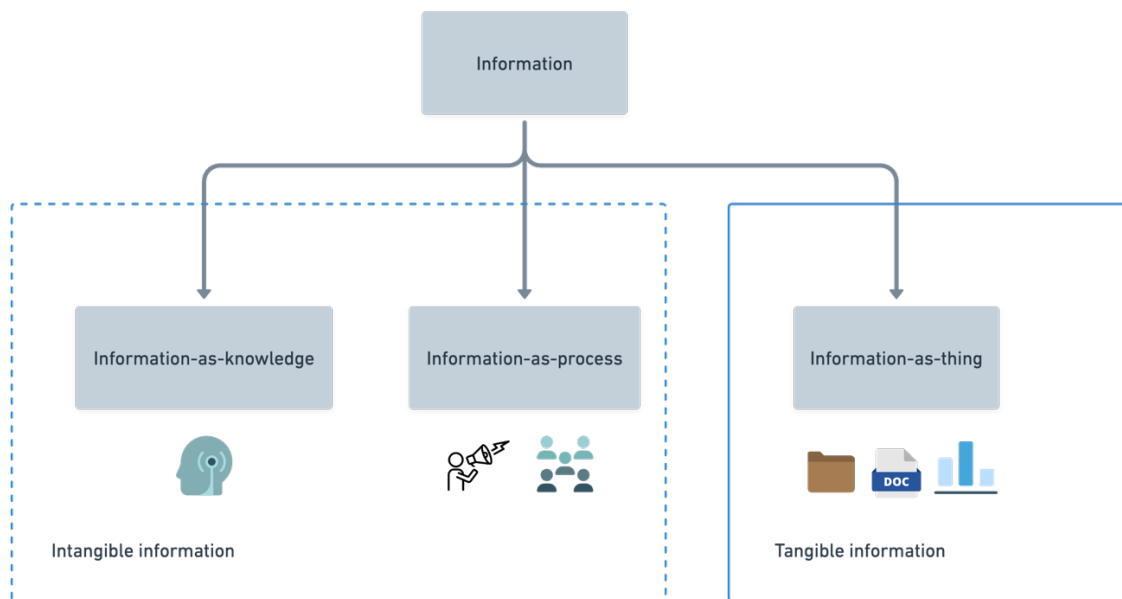 Information
Information-as-knowledge
Information-as-process
Information-as-thing
DOC
Intangible information
Tangible information